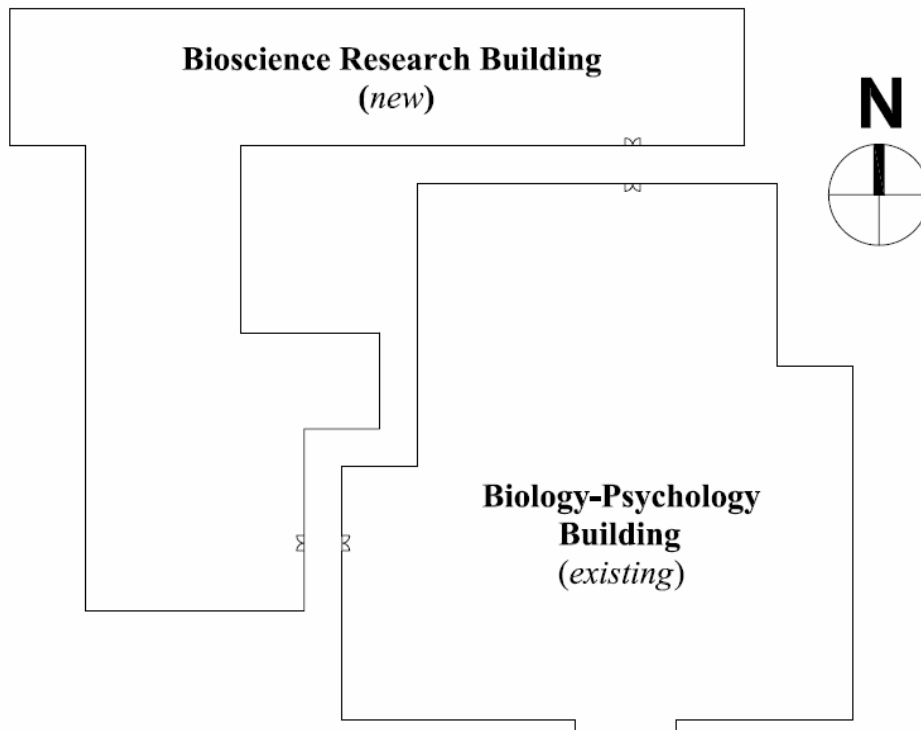 Bioscience Research Building
(new)
N
Biology-Psychology
Building
(existing)